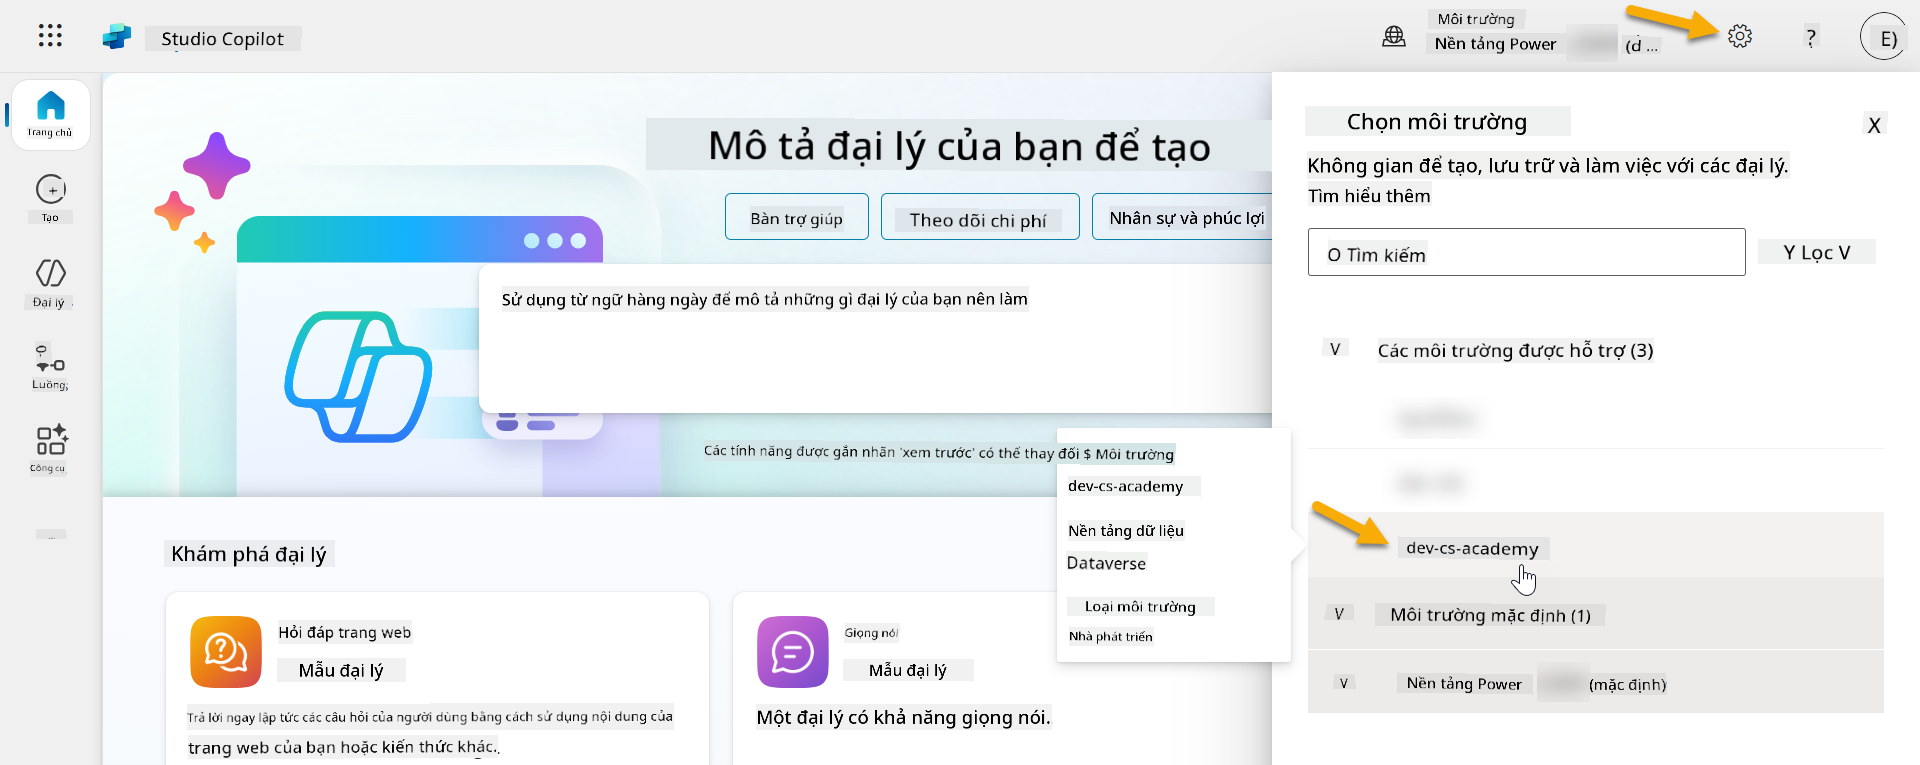 Studio Copilot
Môi trường
Nền tảng Power
(d ...
?
E)
Trang chủ
Tạo
Đại lý
Luồng;
Công cụ
Mô tả đại lý của bạn để tạo
Bàn trợ giúp
Theo dõi chi phí
Nhân sự và phúc lợi
Sử dụng từ ngữ hàng ngày để mô tả những gì đại lý của bạn nên làm
Các tính năng được gắn nhãn 'xem trước' có thể thay đổi $ Môi trường
dev-cs-academy
Nền tảng dữ liệu
Dataverse
Loại môi trường
Nhà phát triển
Khám phá đại lý
Hỏi đáp trang web
Mẫu đại lý
Trả lời ngay lập tức các câu hỏi của người dùng bằng cách sử dụng nội dung của
trang web của bạn hoặc kiến thức khác.
Giọng nói
Mẫu đại lý
Một đại lý có khả năng giọng nói.
Chọn môi trường
X
Không gian để tạo, lưu trữ và làm việc với các đại lý.
Tìm hiểu thêm
O Tìm kiếm
Y Lọc V
V Các môi trường được hỗ trợ (3)
dev-cs-academy
V Môi trường mặc định (1)
V Nền tảng Power (mặc định)